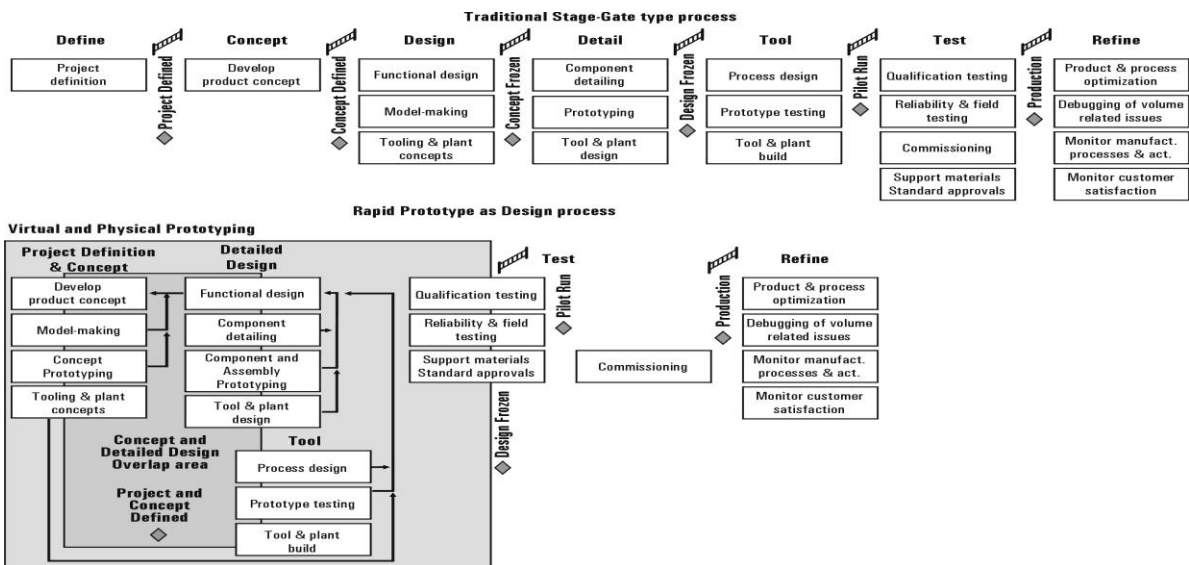 Traditional Stage-Gate type process
Define
Concept
Design
Detail
Tool
Test
Refine
Project
definition
Project Defined
Develop
product concept
Concept Defined
Functional design
Model-making
Tooling & plant
concepts
Concept Frozen
Component
detailing
Prototyping
Tool & plant
design
Design Frozen
Process design
Prototype testing
Tool & plant
build
Pilot Run
Qualification testing
Reliability & field
testing
Commissioning
Support materials
Standard approvals
Production
Product & process
optimization
Debugging of volume
related issues
Monitor manufact.
processes & act.
Monitor customer
satisfaction
Rapid Prototype as Design process
Virtual and Physical Prototyping
Project Definition
& Concept
Develop
product concept
Model-making
Concept
Prototyping
Tooling & plant
concepts
Detailed
Design
Functional design
Component
detailing
Component and
Assembly
Prototyping
Tool & plant
design
Concept and
Detailed Design
Overlap area
Project and
Concept
Defined
Tool
Process design
Prototype testing
Tool & plant
build
Test
Qualification testing
Reliability & field
testing
Support materials
Standard approvals
Design Frozen
Pilot Run
Commissioning
Production
Refine
Product & process
optimization
Debugging of volume
related issues
Monitor manufact.
processes & act.
Monitor customer
satisfaction